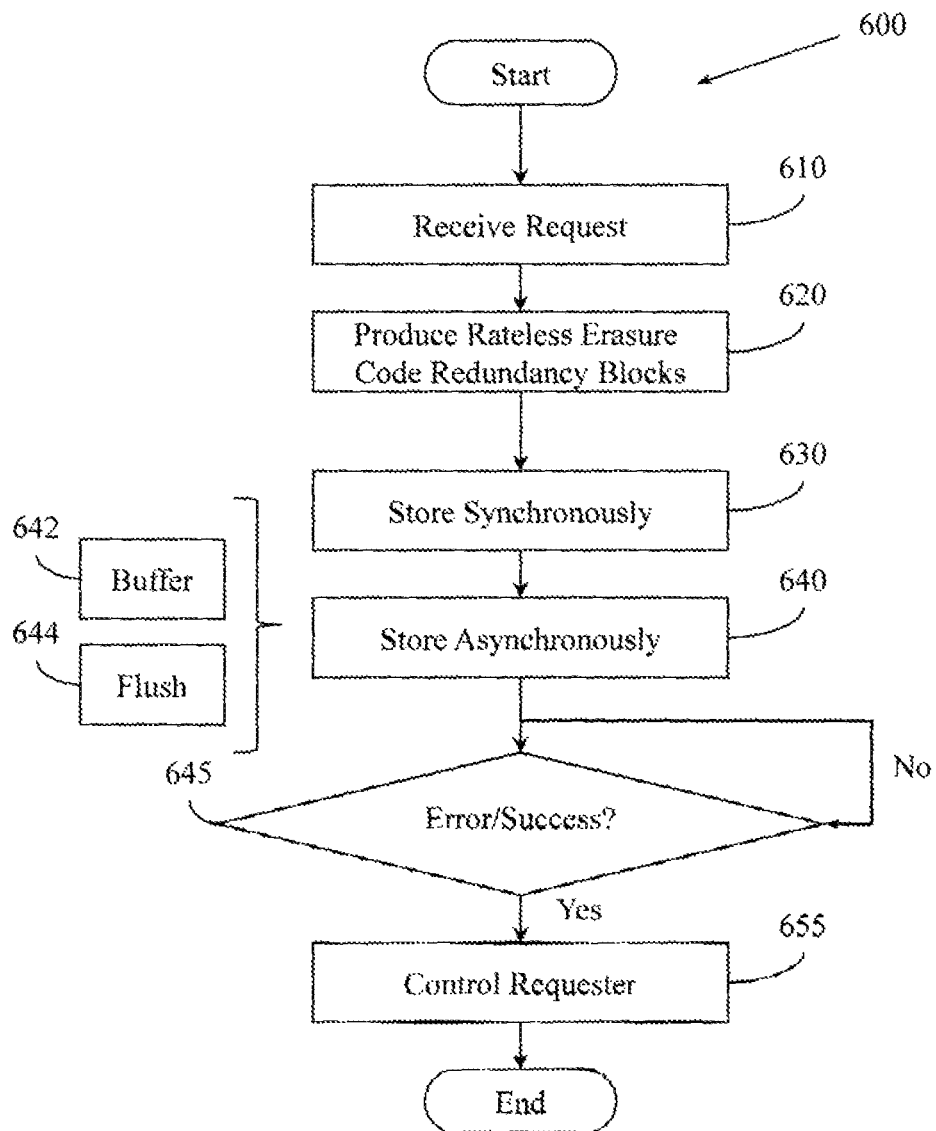 600
Start
610
Receive Request
620
Produce Rateless Erasure
Code Redundancy Blocks
630
Store Synchronously
642
Buffer
640
644
Store Asynchronously
Flush
645
No
Error/Success?
Yes
655
Control Requester
End